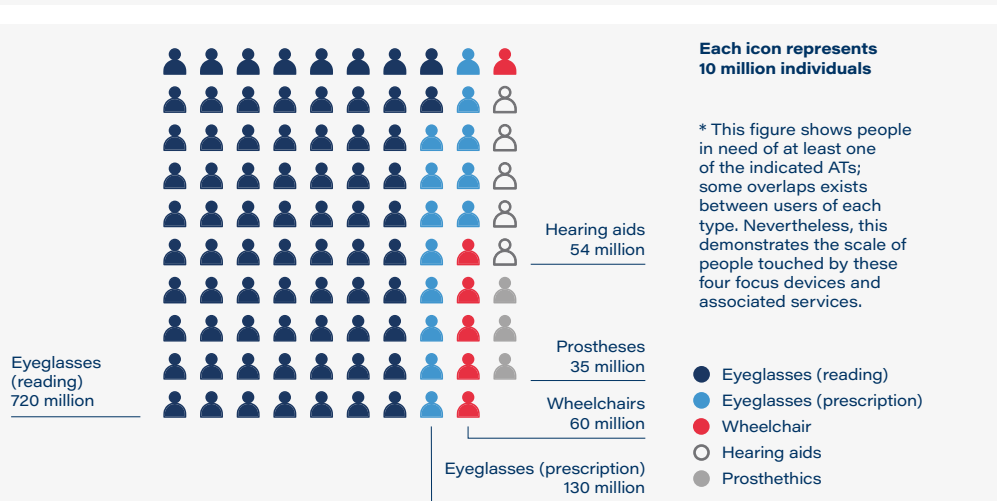 Each icon represents
10 million individuals
* This figure shows people
in need of at least one
of the indicated ATs;
some overlaps exists
between users of each
type. Nevertheless, this
demonstrates the scale of
people touched by these
four focus devices and
associated services.
Hearing aids
54 million
Prostheses
35 million
Wheelchairs
60 million
Eyeglasses (prescription)
130 million
Eyeglasses
(reading)
720 million
Eyeglasses (reading)
Eyeglasses (prescription)
Wheelchair
Hearing aids
Prosthethics